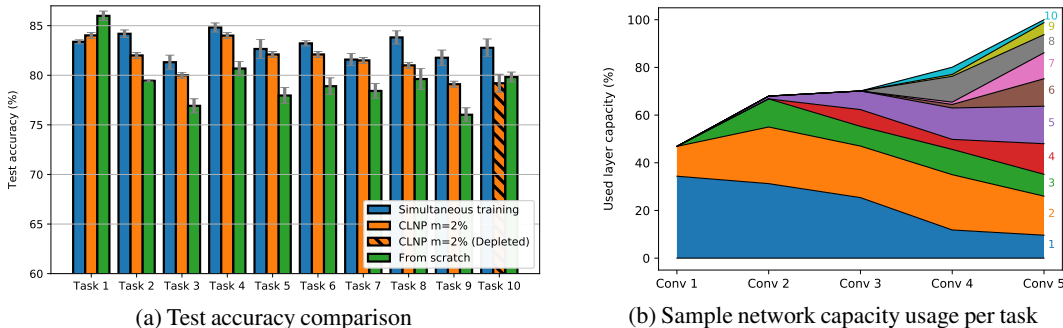 Test accuracy (%)
85
80
75
70
65
60
Simultaneous training
CLNP m=2%
CLNP m=2% (Depleted)
From scratch
Task 1 Task 2 Task 3 Task 4 Task 5 Task 6 Task 7 Task 8 Task 9 Task 10
(a) Test accuracy comparison
Used layer capacity (%)
100
80
60
40
20
0
10
9
8
7
6
5
4
3
2
1
Conv 1 Conv 2 Conv 3 Conv 4 Conv 5
(b) Sample network capacity usage per task